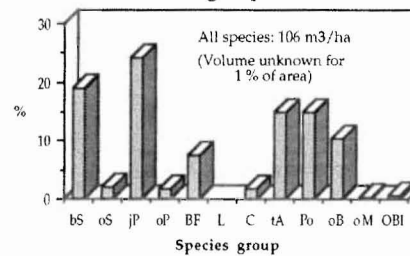 30
All species: 106 m3/ha
(Volume unknown for
1 % of area)
20
%
10
0
bS oS jP oP BF L C tA Po oB oM OBI
Species group